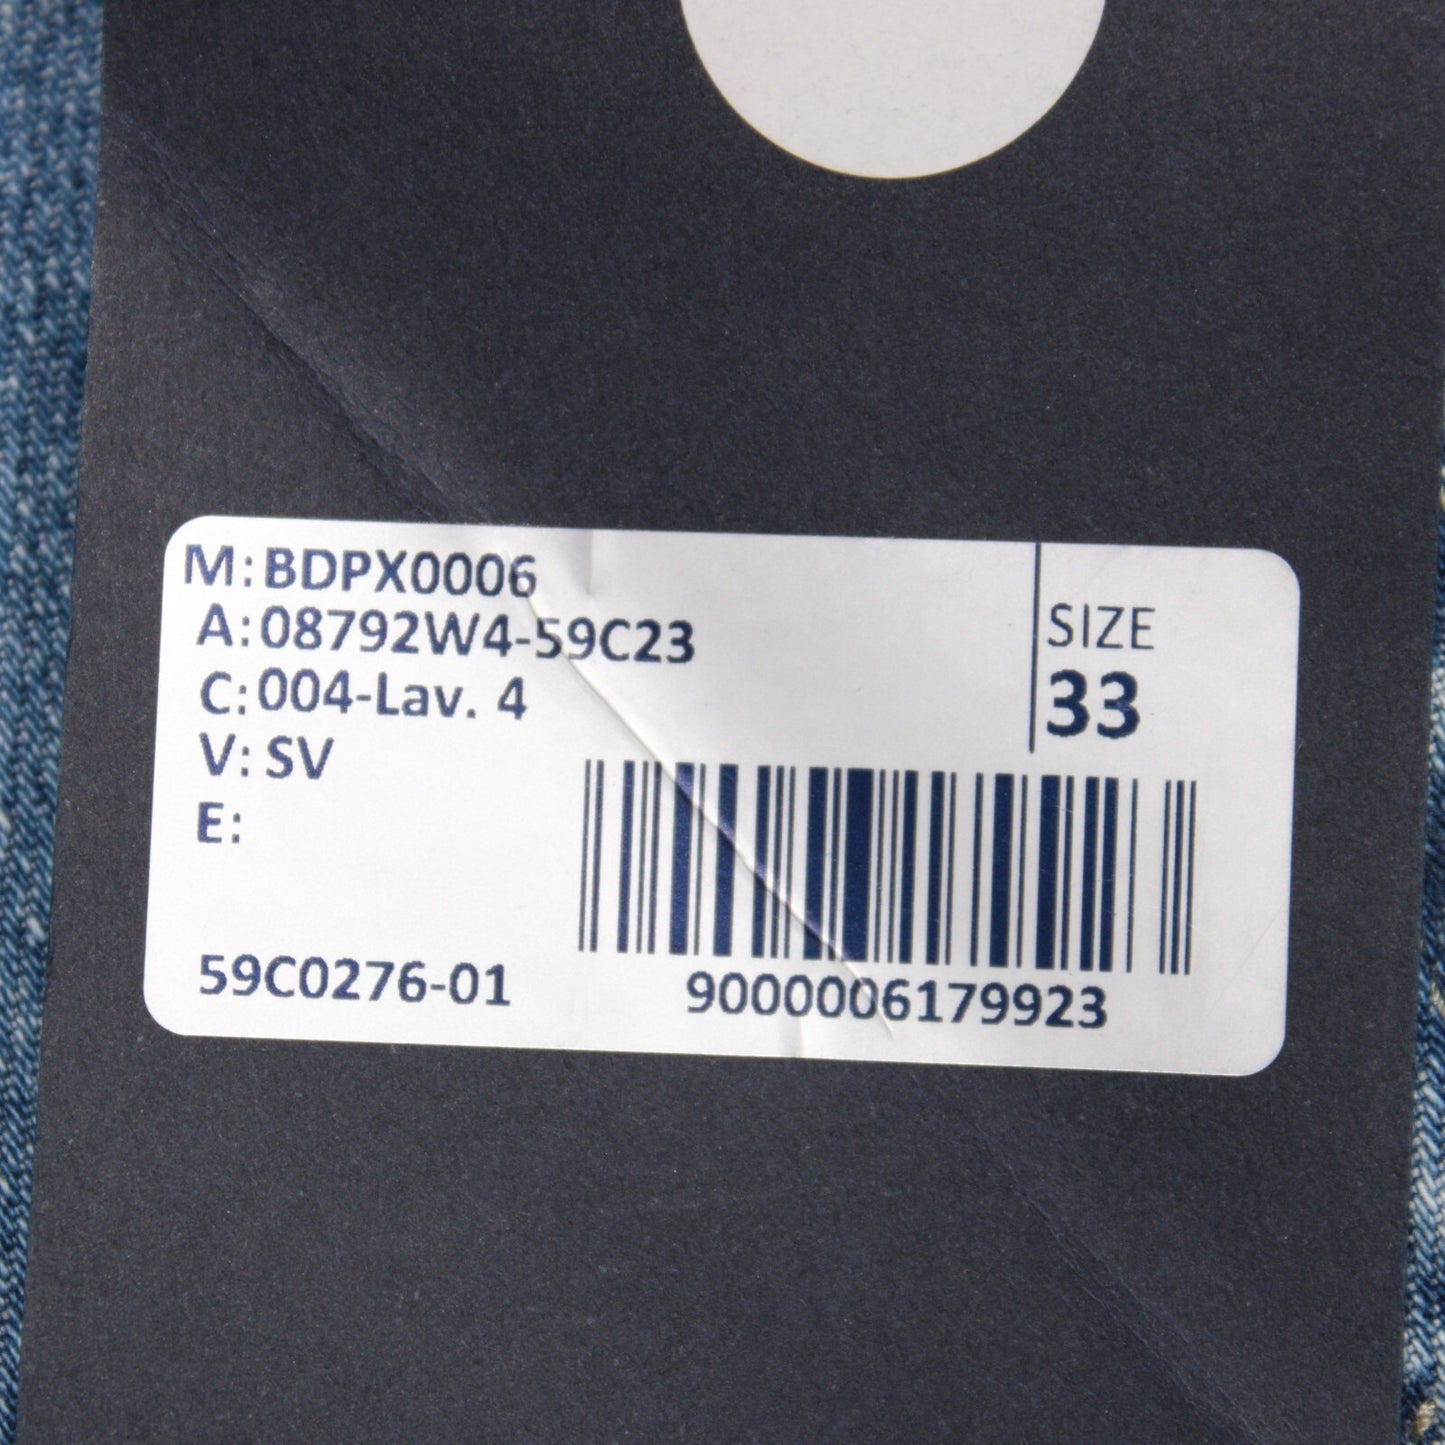 M: BDPX0006
A: 08792W4-59C23
C: 004-Lav. 4
V: SV
E:
SIZE
33
59C0276-01
9000006179923